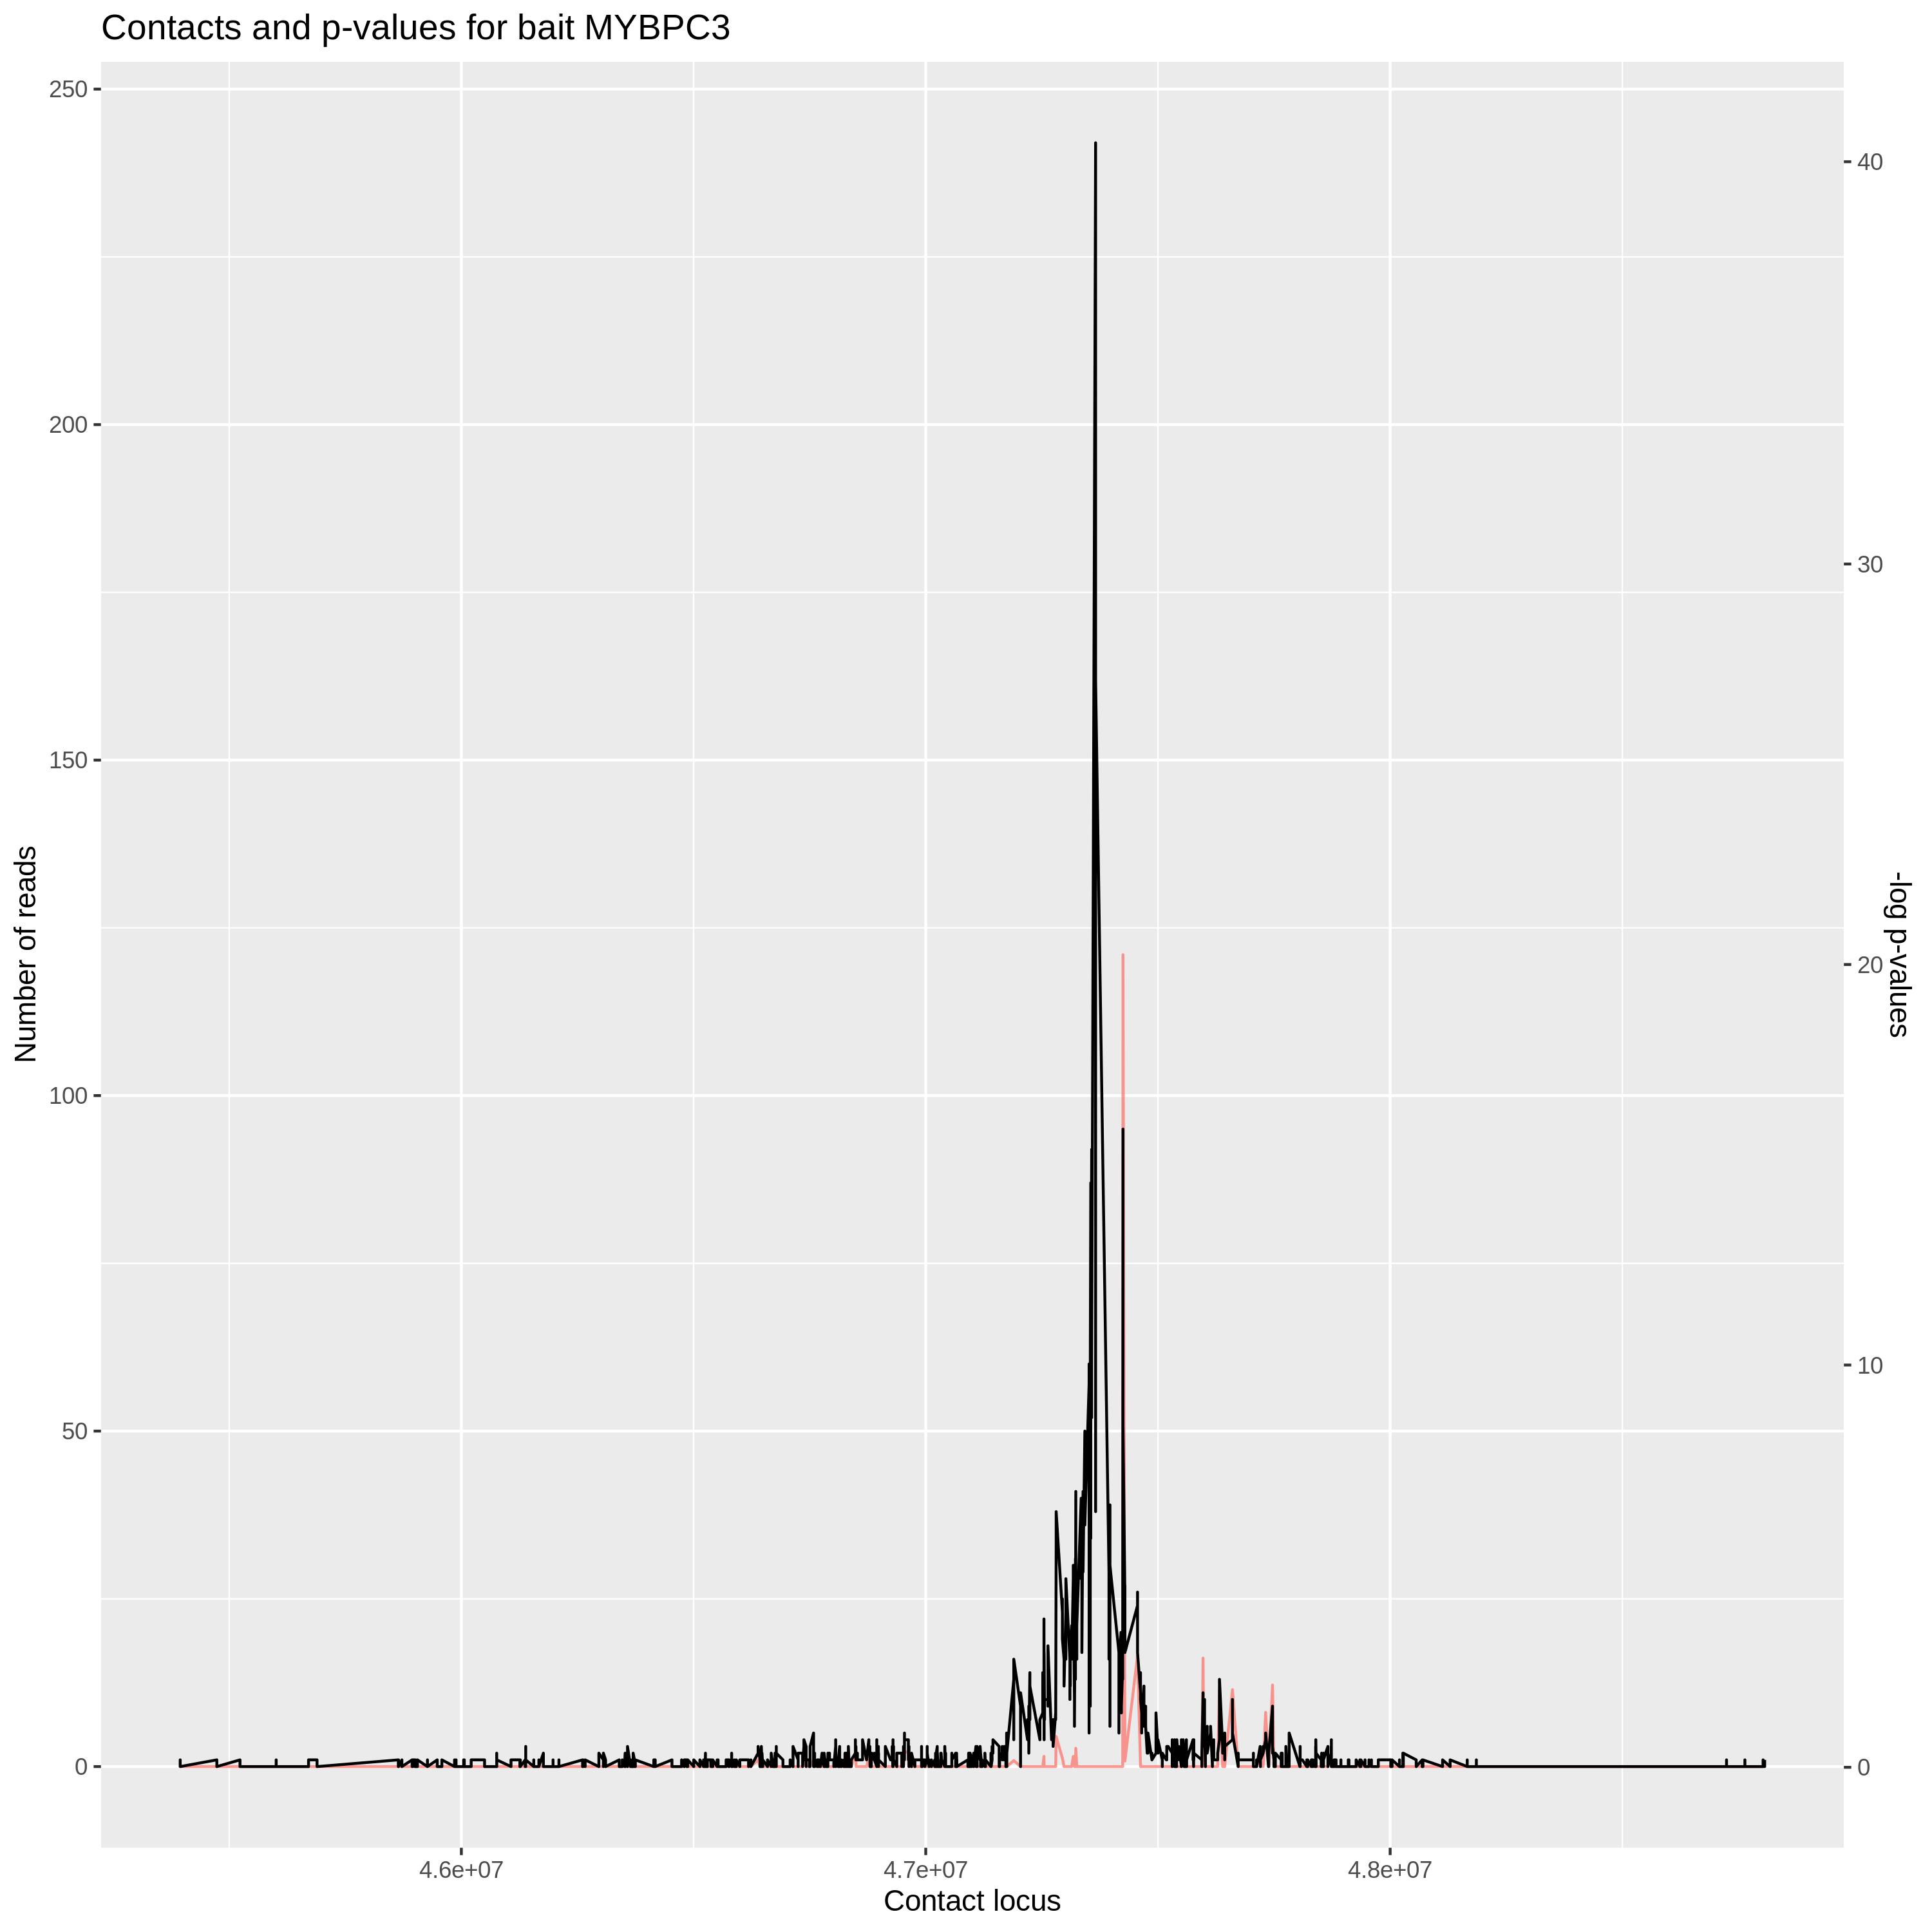 Contacts and p-values for bait MYBPC3
250
200
150
100
50
0
Number of reads
40
30
20
10
0
-log p-values
4.6e+07
4.7e+07
4.8e+07
Contact locus